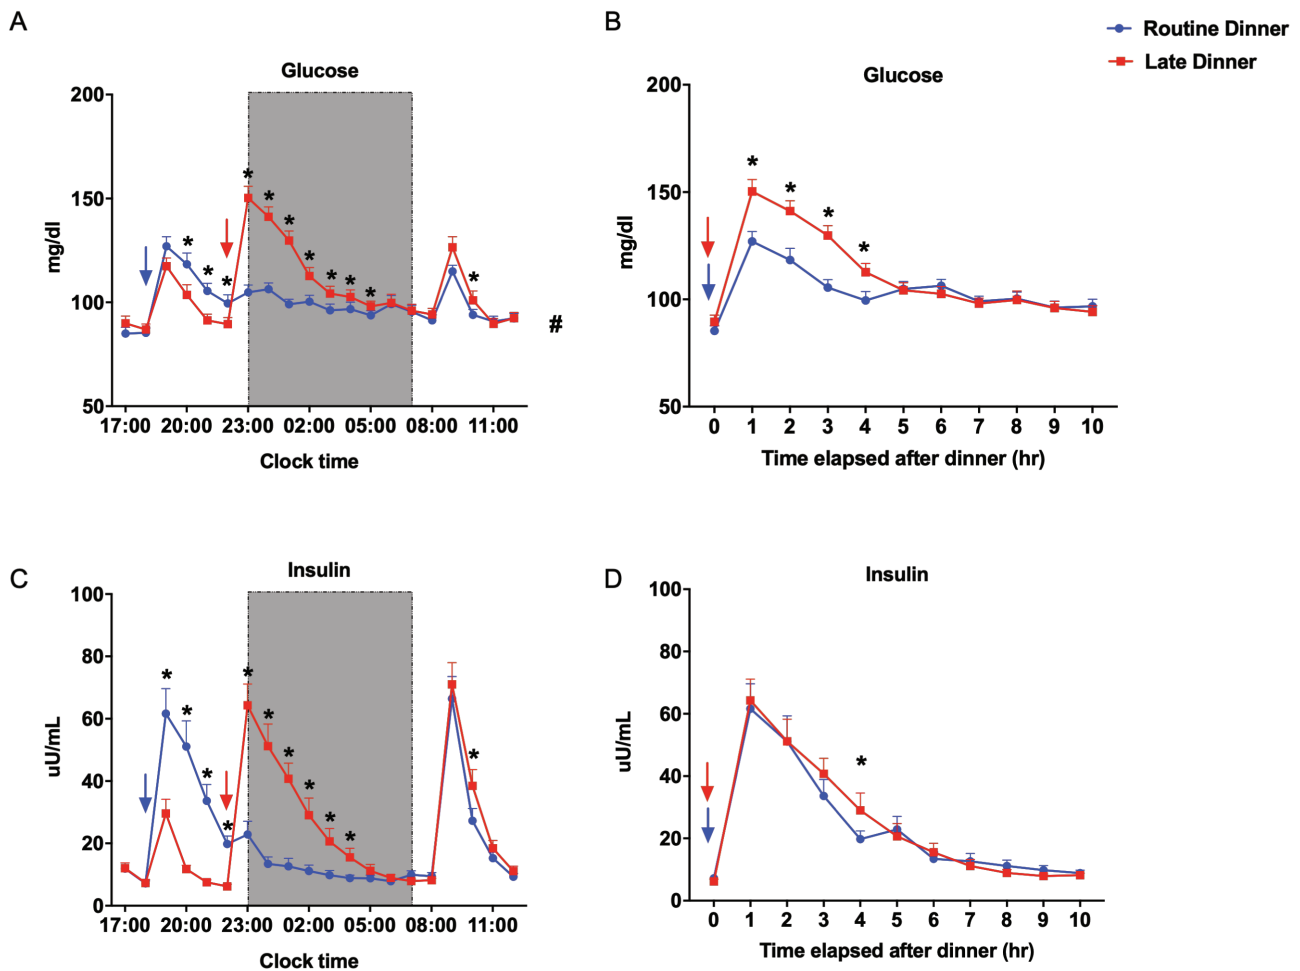 A
B
Routine Dinner
Late Dinner
Glucose
200
150
100
50
mg/dl
* * * * * * * * * * *
#
17:00 20:00 23:00 02:00 05:00 08:00 11:00
Clock time
Glucose
200
150
100
50
mg/dl
* * * *
0 1 2 3 4 5 6 7 8 9 10
Time elapsed after dinner (hr)
C
Insulin
100
80
60
40
20
0
uU/mL
* * * * * * * * * * *
17:00 20:00 23:00 02:00 05:00 08:00 11:00
Clock time
D
Insulin
100
80
60
40
20
0
uU/mL
*
0 1 2 3 4 5 6 7 8 9 10
Time elapsed after dinner (hr)